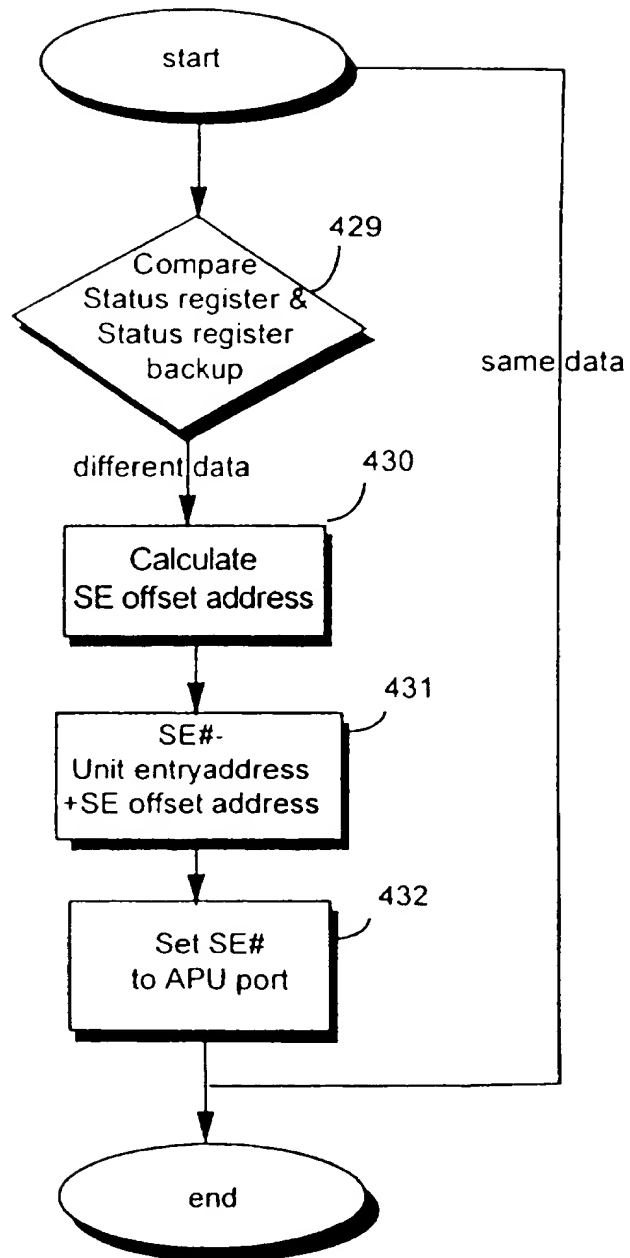 start
429
Compare
Status register &
Status register
backup
same data
different data
430
Calculate
SE offset address
431
SE#-
Unit entryaddress
+SE offset address
432
Set SE#
to APU port
end